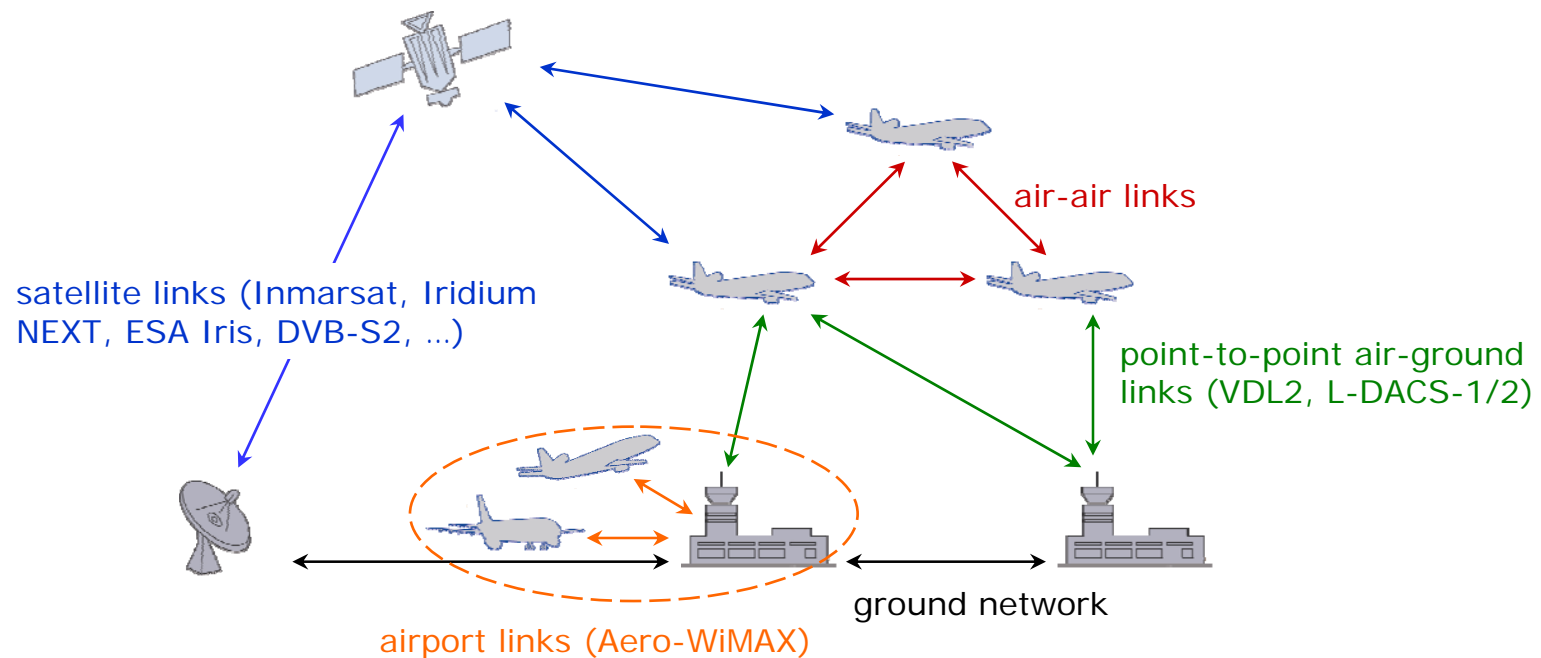 air-air links
satellite links (Inmarsat, Iridium
NEXT, ESA Iris, DVB-S2, …)
point-to-point air-ground
links (VDL2, L-DACS-1/2)
ground network
airport links (Aero-WiMAX)